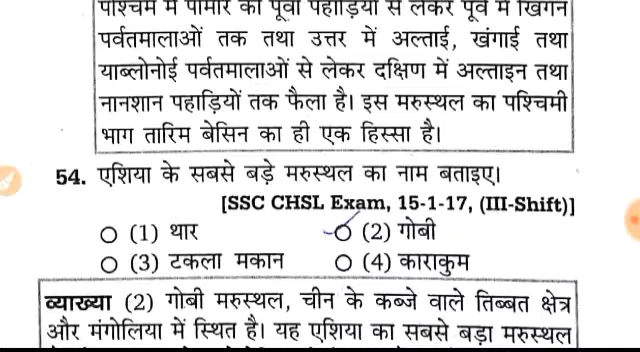 पश्चिम में पामीर की पूर्वी पहाड़ियों से लेकर पूर्व में खिंगन
पर्वतमालाओं तक तथा उत्तर में अल्ताई, खंगाई तथा
याब्लोनोई पर्वतमालाओं से लेकर दक्षिण में अल्ताइन तथा
नानशान पहाड़ियों तक फैला है। इस मरुस्थल का पश्चिमी
भाग तारिम बेसिन का ही एक हिस्सा है।
54. एशिया के सबसे बड़े मरुस्थल का नाम बताइए।
[SSC CHSL Exam, 15-1-17, (III-Shift)]
(1) थार (2) गोबी
(3) टकला मकान (4) काराकुम
व्याख्या (2) गोबी मरुस्थल, चीन के कब्जे वाले तिब्बत क्षेत्र
और मंगोलिया में स्थित है। यह एशिया का सबसे बड़ा मरुस्थल